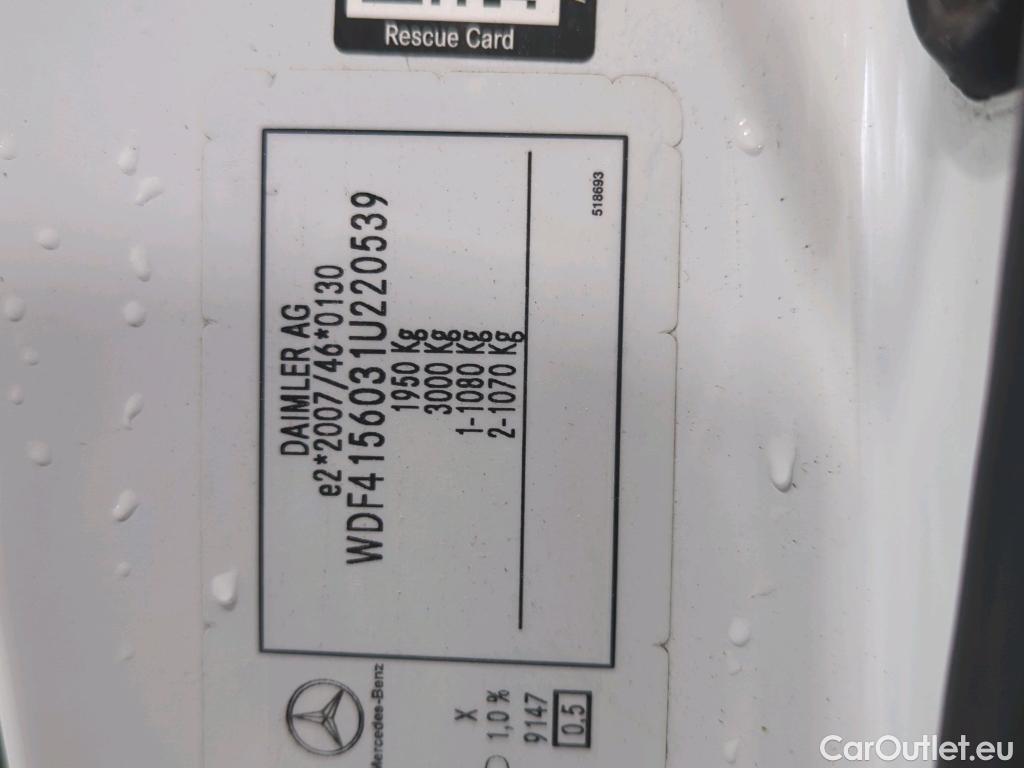 Rescue Card
DAIMLER AG
e2*2007/46*0130
WDF4156031U220539
1950 Kg
3000 Kg
1-1080 Kg
2-1070 Kg
518693
Mercedes-Benz
X
1,0 %
9147
0.5
CarOutlet.eu